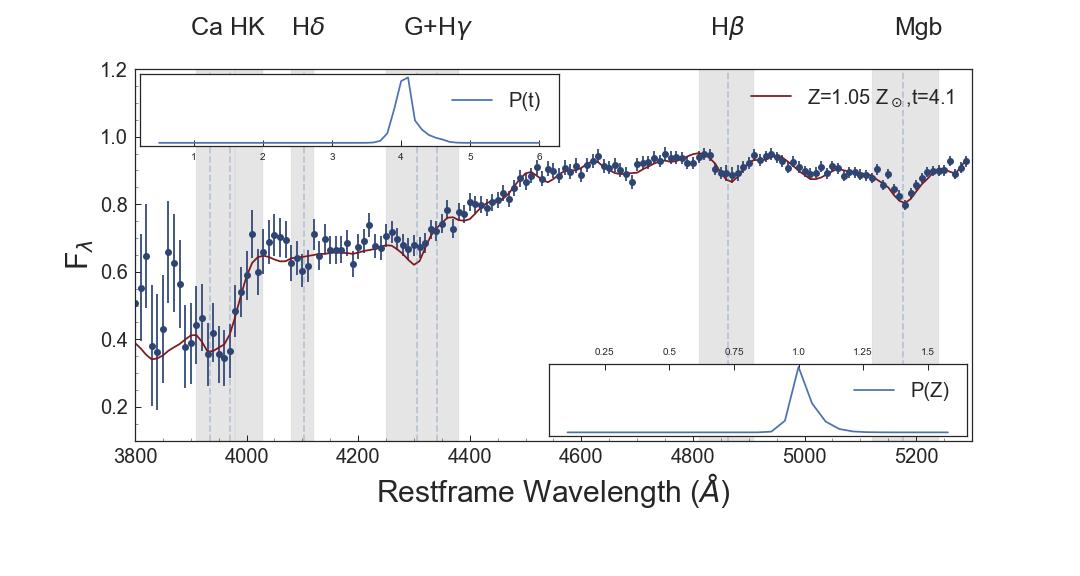 Ca HK Hδ G+Hγ Hβ Mgb
1.2
P(t)
Z=1.05 Z⊙,t=4.1
1.0
1 2 3 4 5 6
0.8
Fλ
0.6
0.4
0.25 0.5 0.75 1.0 1.25 1.5
P(Z)
0.2
3800 4000 4200 4400 4600 4800 5000 5200
Restframe Wavelength (Å)